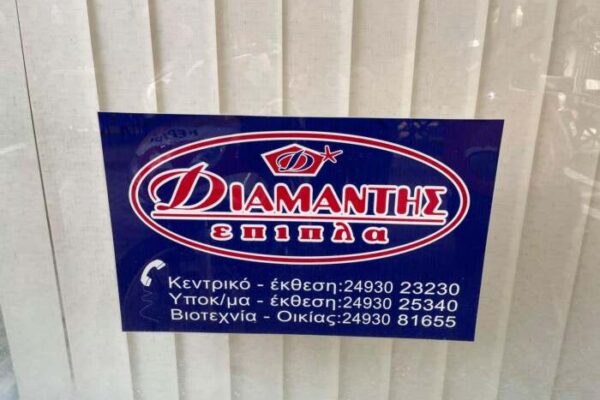 Δ
ΔΙΑΜΑΝΤΗΣ
επιπλα
Κεντρικό - έκθεση:24930 23230
Υποκ/μα - έκθεση:24930 25340
Βιοτεχνία - Οικίας:24930 81655